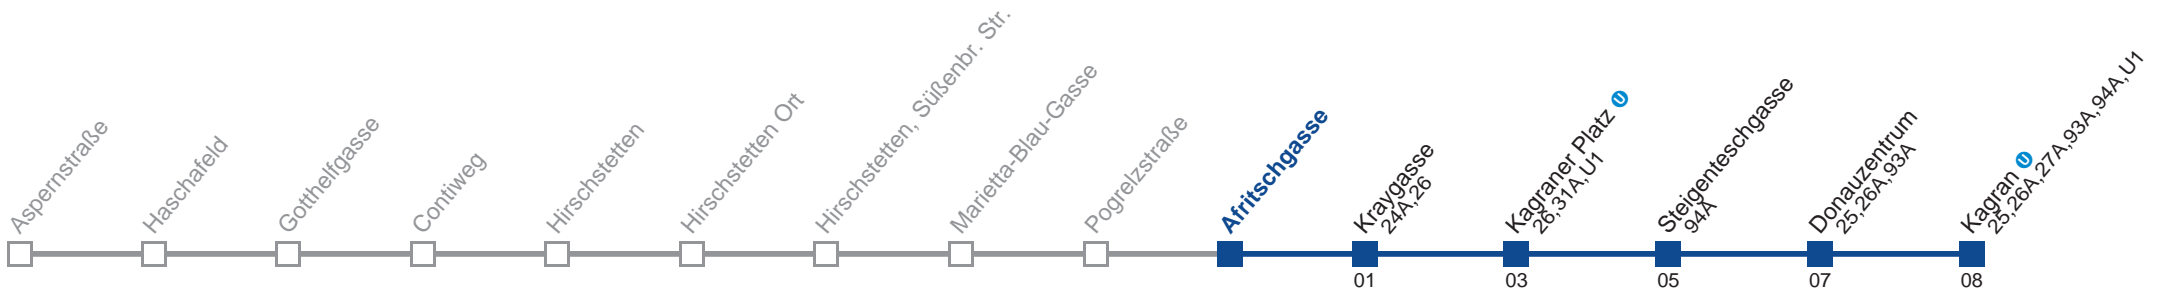 Aspernstraße
Haschafeld
Gotthelfgasse
Contiweg
Hirschstetten
Hirschstetten Ort
Hirschstetten, Süßenbr. Str.
Marietta-Blau-Gasse
Pogrelzstraße
Afritschgasse
Kraygasse
24A,26
Kagraner Platz U
26,31A,U1
Steigenteschgasse
94A
Donauzentrum
25,26A,93A
Kagran U
25,26A,27A,93A,94A,U1
01
03
05
07
08